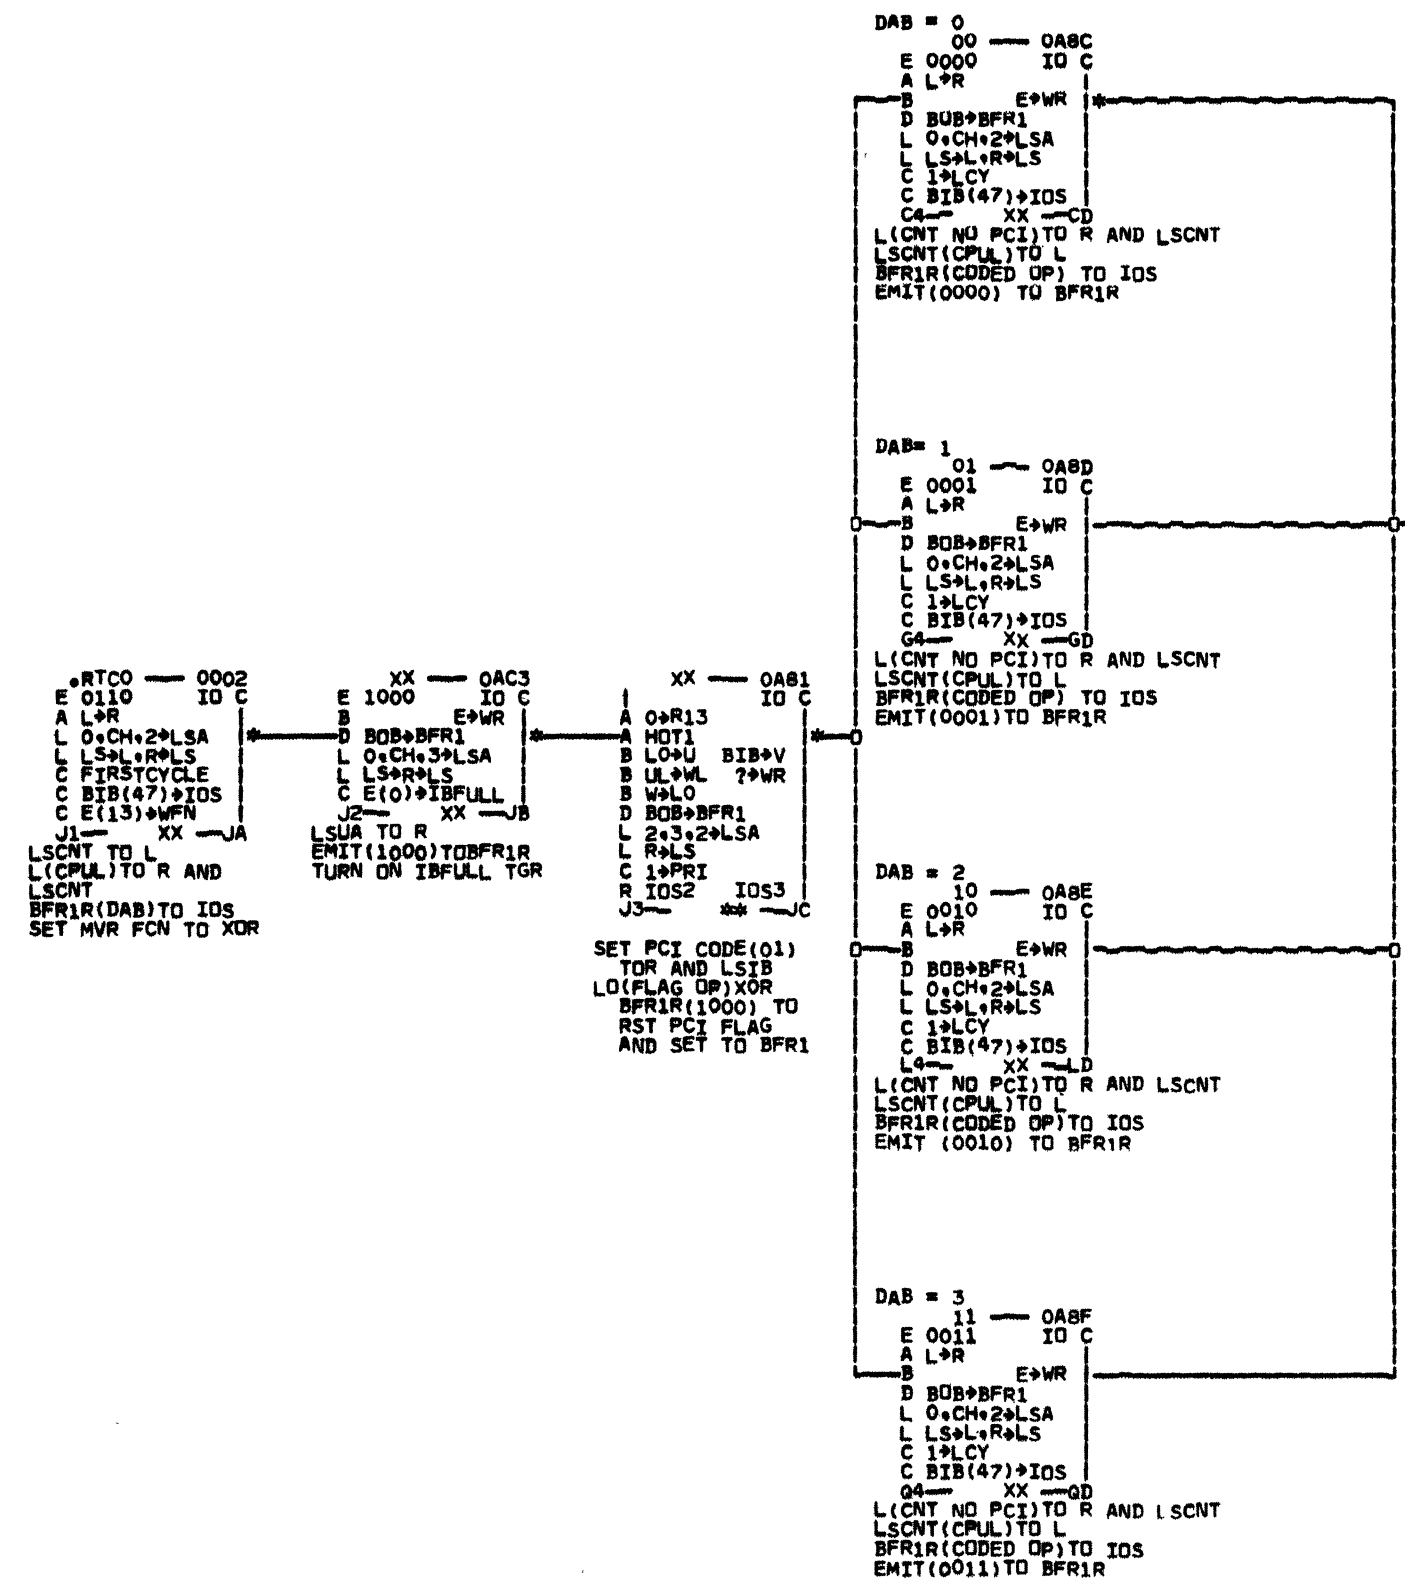 .RTC0 — 0002
E 0110 IO C
A L→R
L 0,CH,2→LSA
L LS→L,R→LS
C FIRSTCYCLE
C BIB(47)→IOS
C E(13)→WFN
J1— XX —JA
LSCNT TO L
L(CPUL)TO R AND
LSCNT
BFR1R(DAB)TO IOS
SET MVR FCN TO XOR
XX — 0AC3
E 1000 IO C
B E→WR
D BOB→BFR1
L 0,CH,3→LSA
L LS→R→LS
C E(0)→IBFULL
J2— XX —JB
LSUA TO R
EMIT(1000)TOBFR1R
TURN ON IBFULL TGR
XX — 0A81
IO C
A 0→R13
A HOT1
B L0→U BIB→V
B UL→WL ?→WR
B W→L0
D BOB→BFR1
L 2,3,2→LSA
L R→LS
C 1→PRI
R IOS2 IOS3
J3— ** —JC
SET PCI CODE(01)
TOR AND LSIB
L0(FLAG OP)XOR
BFR1R(1000) TO
RST PCI FLAG
AND SET TO BFR1
DAB = 0
00 — 0A8C
E 0000 IO C
A L→R
B E→WR *
D BOB→BFR1
L 0,CH,2→LSA
L LS→L,R→LS
C 1→LCY
C BIB(47)→IOS
C4— XX —CD
L(CNT NO PCI)TO R AND LSCNT
LSCNT(CPUL)TO L
BFR1R(CODED OP) TO IOS
EMIT(0000) TO BFR1R
DAB= 1
01 — 0A8D
E 0001 IO C
A L→R
B E→WR
D BOB→BFR1
L 0,CH,2→LSA
L LS→L,R→LS
C 1→LCY
C BIB(47)→IOS
G4— XX —GD
L(CNT NO PCI)TO R AND LSCNT
LSCNT(CPUL)TO L
BFR1R(CODED OP) TO IOS
EMIT(0001)TO BFR1R
DAB = 2
10 — 0A8E
E 0010 IO C
A L→R
B E→WR
D BOB→BFR1
L 0,CH,2→LSA
L LS→L,R→LS
C 1→LCY
C BIB(47)→IOS
L4— XX —LD
L(CNT NO PCI)TO R AND LSCNT
LSCNT(CPUL)TO L
BFR1R(CODED OP)TO IOS
EMIT (0010) TO BFR1R
DAB = 3
11 — 0A8F
E 0011 IO C
A L→R
B E→WR
D BOB→BFR1
L 0,CH,2→LSA
L LS→L,R→LS
C 1→LCY
C BIB(47)→IOS
Q4— XX —QD
L(CNT NO PCI)TO R AND LSCNT
LSCNT(CPUL)TO L
BFR1R(CODED OP)TO IOS
EMIT(0011)TO BFR1R